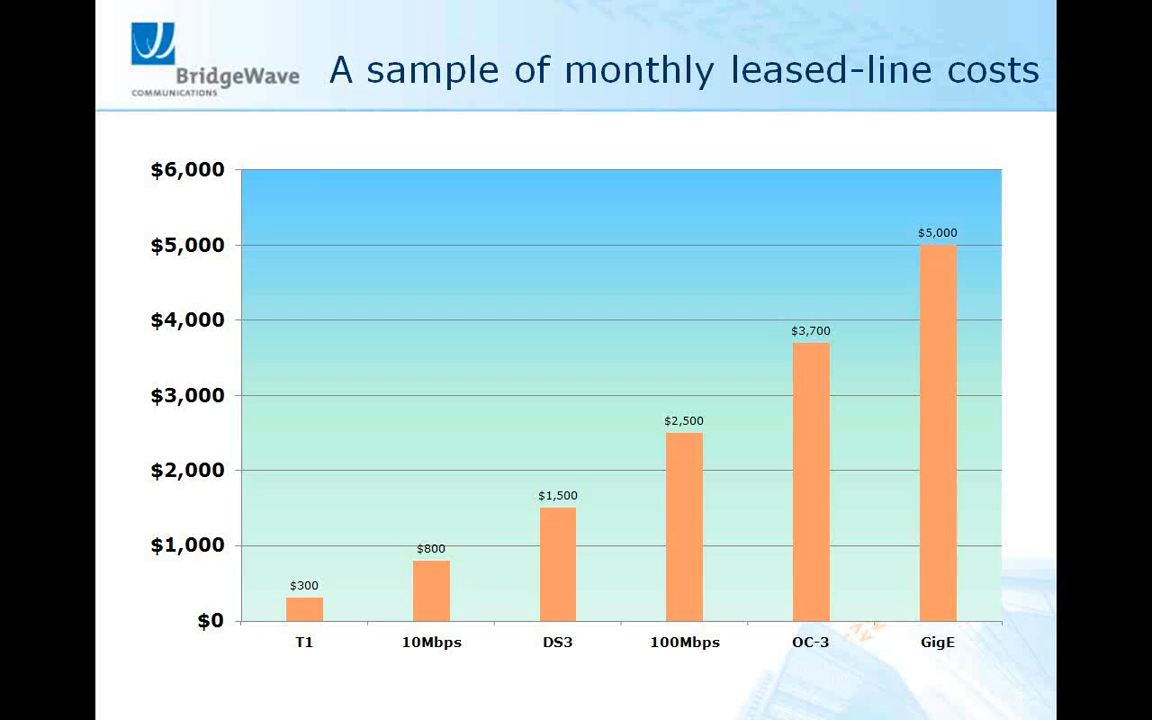 BridgeWave
COMMUNICATIONS
A sample of monthly leased-line costs
$6,000
$5,000
$4,000
$3,000
$2,000
$1,000
$0
$300
$800
$1,500
$2,500
$3,700
$5,000
T1
10Mbps
DS3
100Mbps
OC-3
GigE